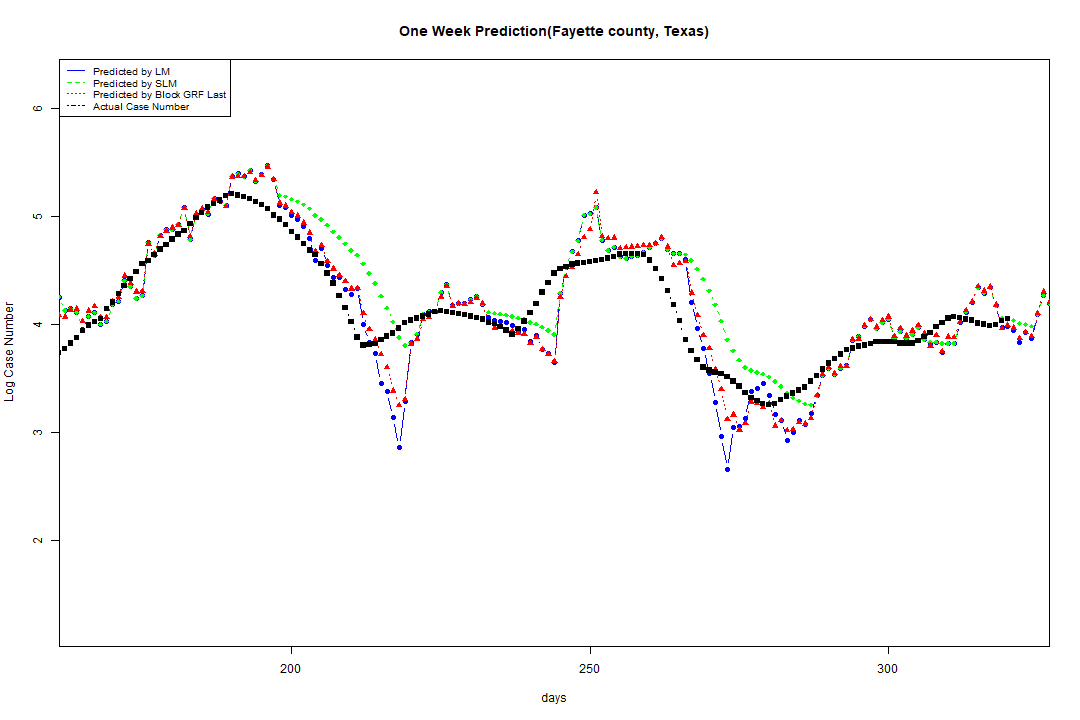 One Week Prediction(Fayette county, Texas)
Predicted by LM
Predicted by SLM
Predicted by Block GRF Last
Actual Case Number
6
5
4
3
2
Log Case Number
200
250
300
days